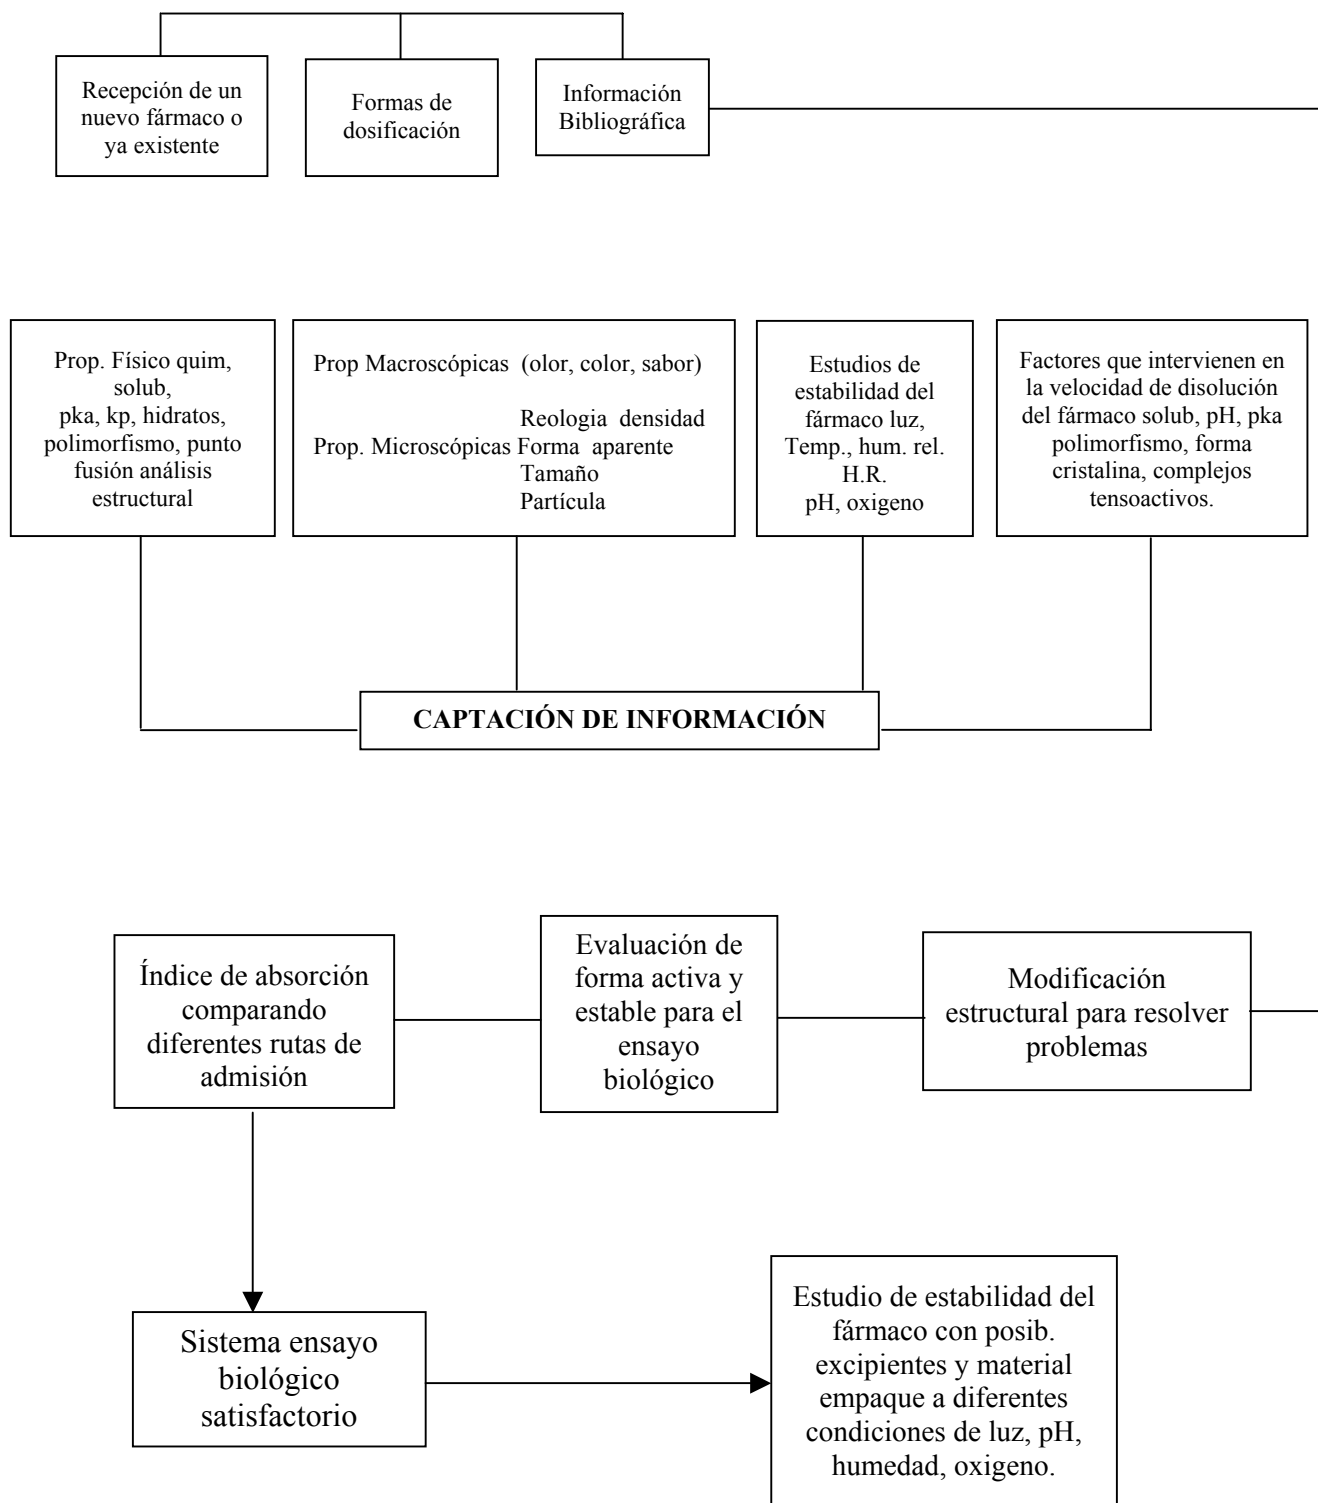 Recepción de un
nuevo fármaco o
ya existente
Formas de
dosificación
Información
Bibliográfica
Prop. Físico quim,
solub,
pka, kp, hidratos,
polimorfismo, punto
fusión análisis
estructural
Prop Macroscópicas (olor, color, sabor)
Reologia densidad
Prop. Microscópicas Forma aparente
Tamaño
Partícula
Estudios de
estabilidad del
fármaco luz,
Temp., hum. rel.
H.R.
pH, oxigeno
Factores que intervienen en
la velocidad de disolución
del fármaco solub, pH, pka
polimorfismo, forma
cristalina, complejos
tensoactivos.
CAPTACIÓN DE INFORMACIÓN
Índice de absorción
comparando
diferentes rutas de
admisión
Evaluación de
forma activa y
estable para el
ensayo
biológico
Modificación
estructural para resolver
problemas
Sistema ensayo
biológico
satisfactorio
Estudio de estabilidad del
fármaco con posib.
excipientes y material
empaque a diferentes
condiciones de luz, pH,
humedad, oxigeno.